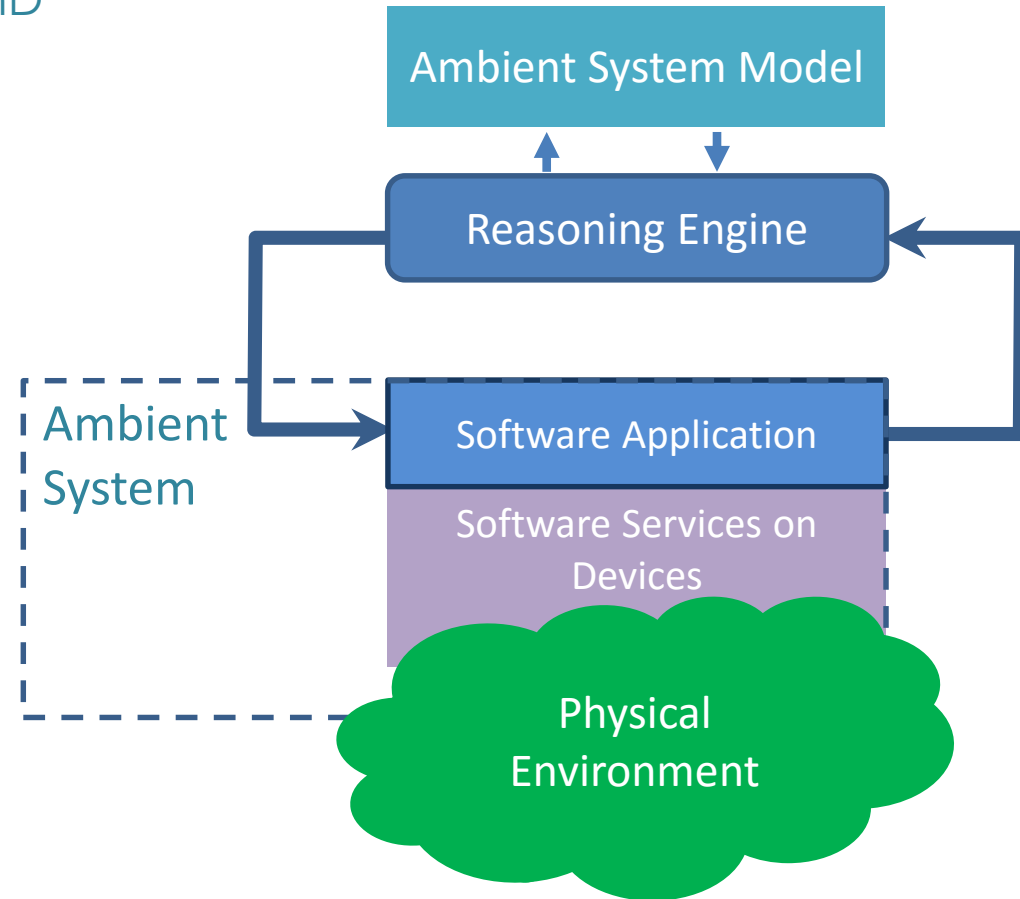 Ambient System Model
Reasoning Engine
Ambient
System
Software Application
Software Services on
Devices
Physical
Environment